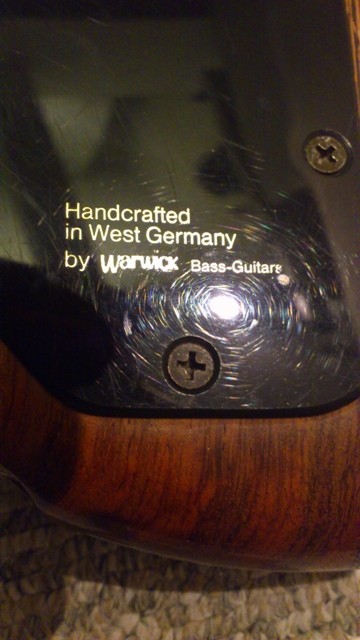 Handcrafted
in West Germany
by Warwick Bass-Guitars